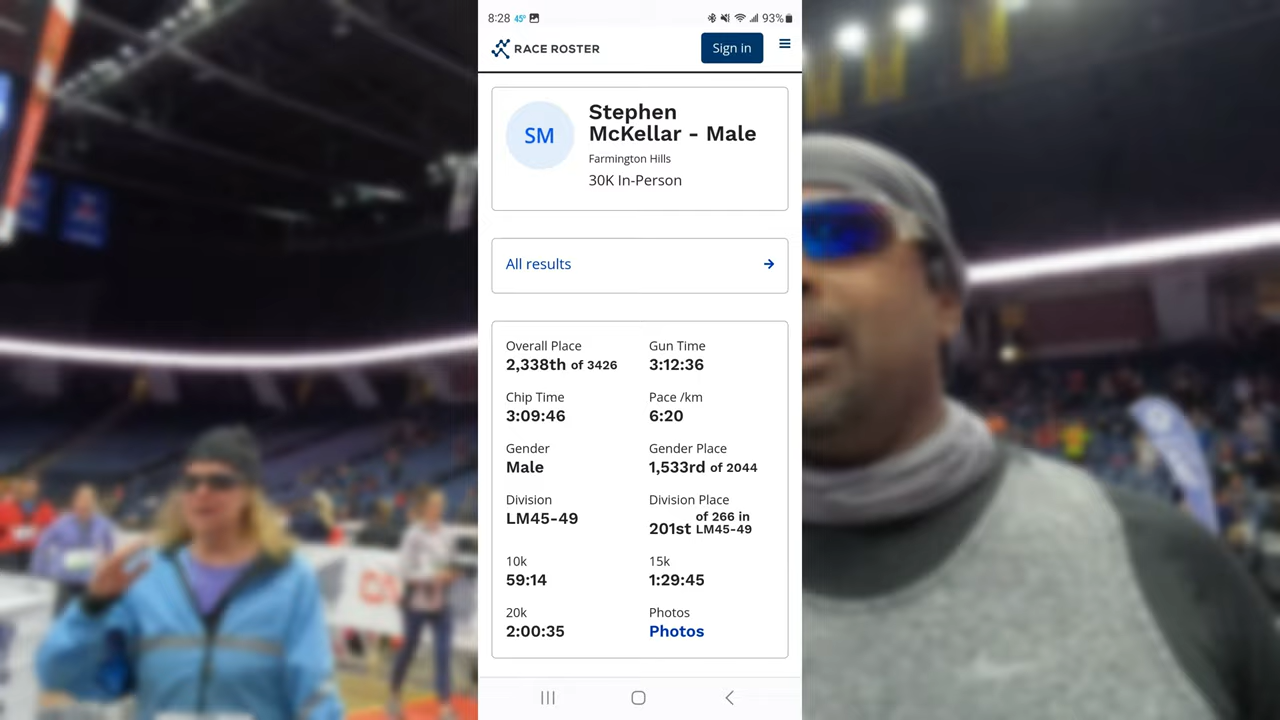 8:28 45° 93%
RACE ROSTER Sign in
SM
Stephen
McKellar - Male
Farmington Hills
30K In-Person
All results
Overall Place Gun Time
2,338th of 3426 3:12:36
Chip Time Pace /km
3:09:46 6:20
Gender Gender Place
Male 1,533rd of 2044
Division Division Place
LM45-49 201st of 266 in
LM45-49
10k 15k
59:14 1:29:45
20k Photos
2:00:35 Photos